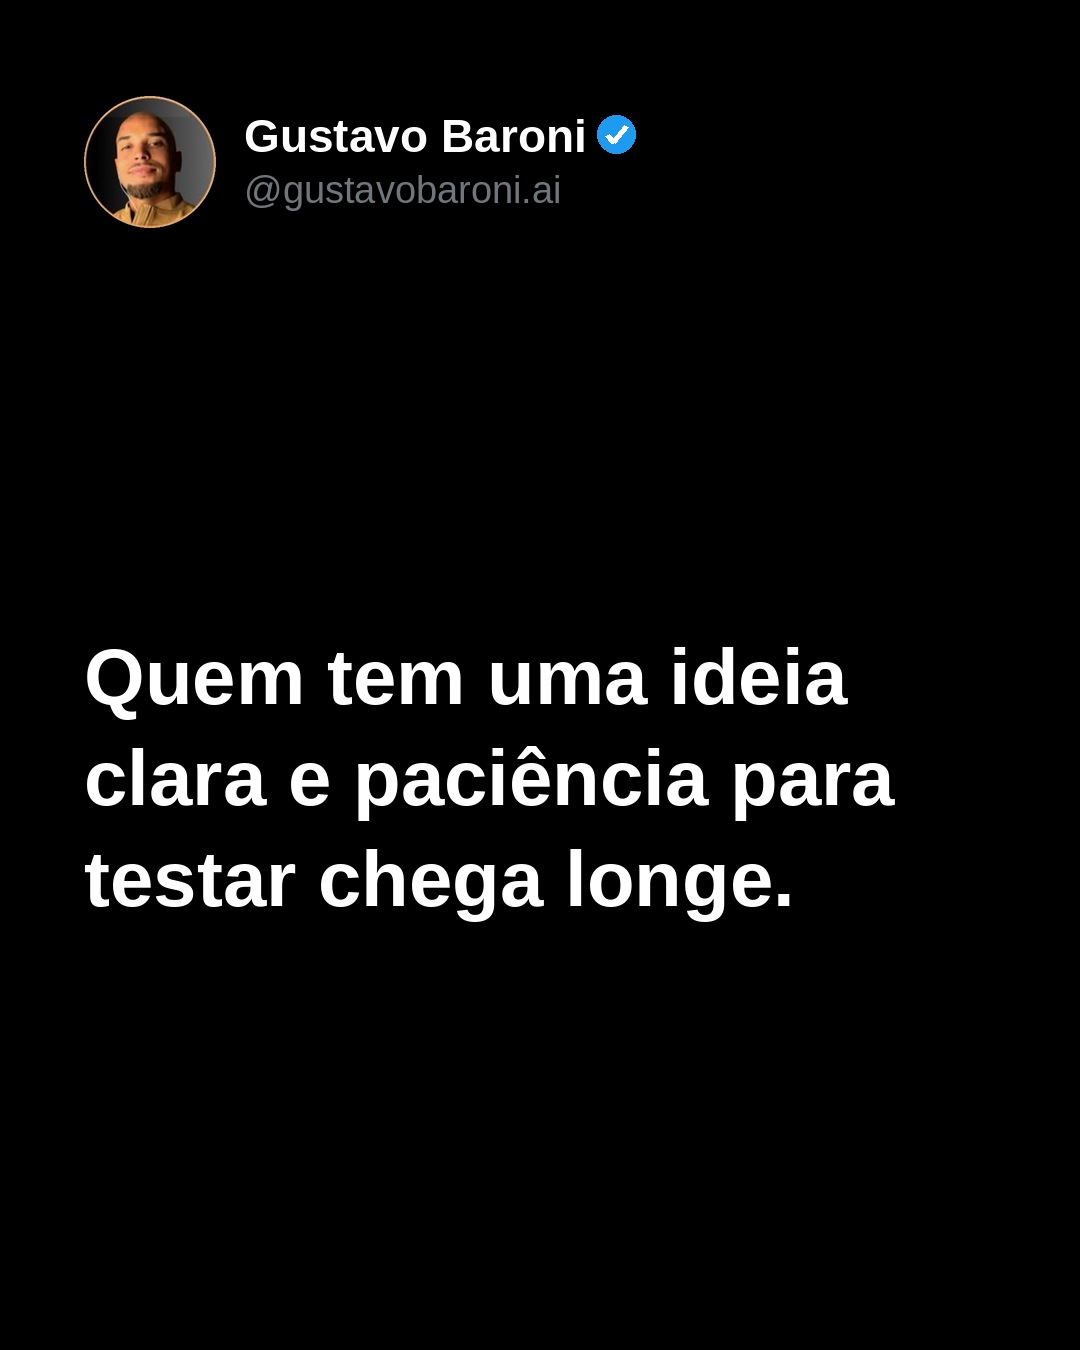 Gustavo Baroni
@gustavobaroni.ai
Quem tem uma ideia
clara e paciência para
testar chega longe.